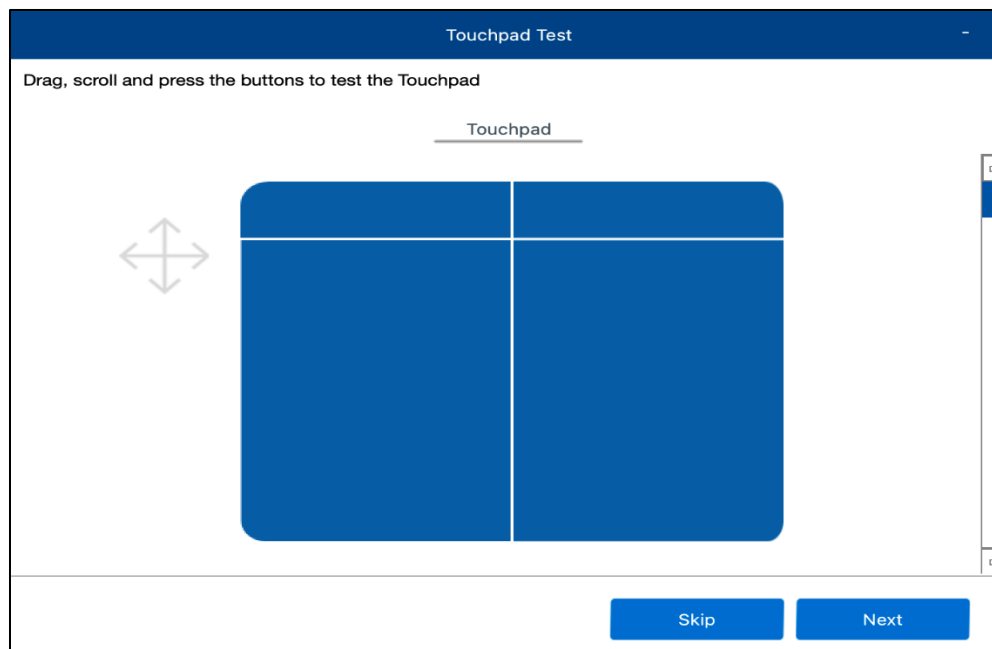 Touchpad Test
Drag, scroll and press the buttons to test the Touchpad
Touchpad
Skip
Next